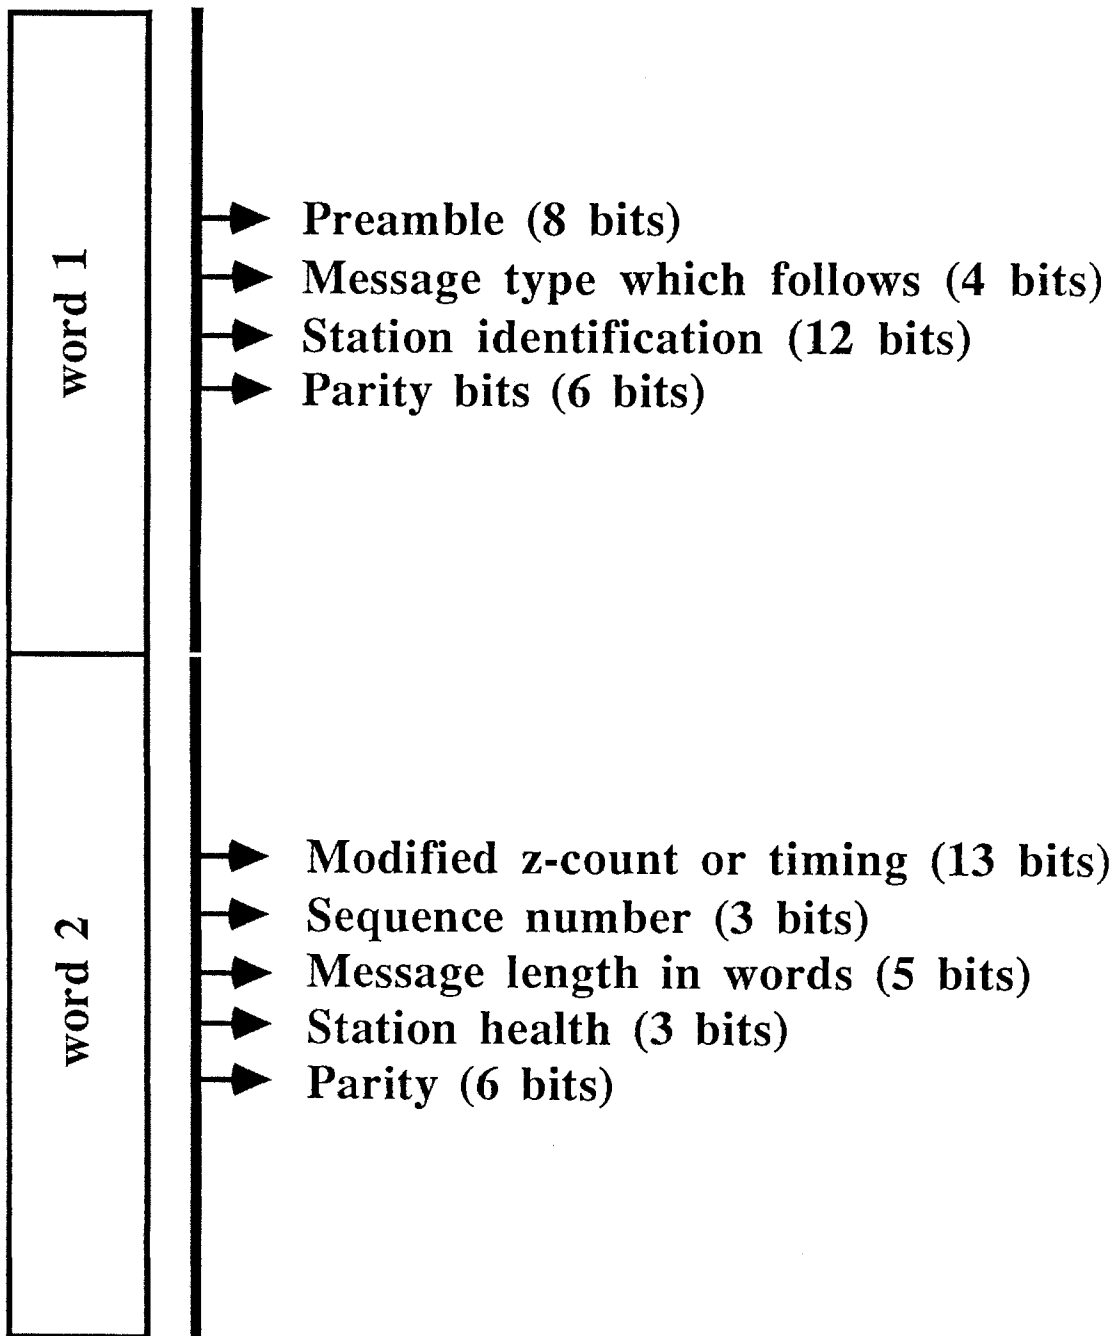 word 1
Preamble (8 bits)
Message type which follows (4 bits)
Station identification (12 bits)
Parity bits (6 bits)
word 2
Modified z-count or timing (13 bits)
Sequence number (3 bits)
Message length in words (5 bits)
Station health (3 bits)
Parity (6 bits)